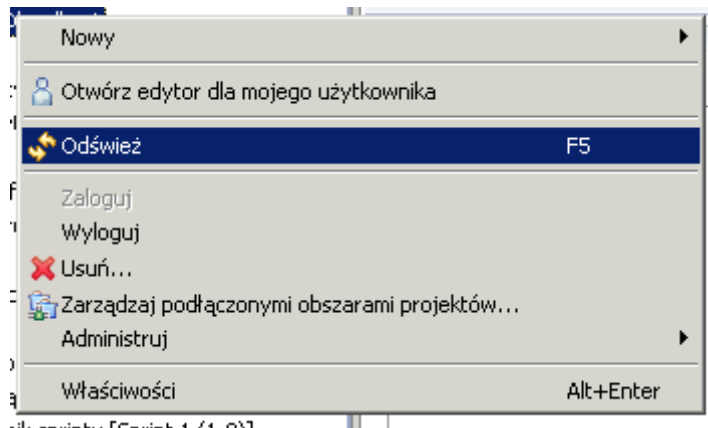 Nowy
Otwórz edytor dla mojego użytkownika
Odśwież F5
Zaloguj
Wyloguj
Usuń...
Zarządzaj podłączonymi obszarami projektów...
Administruj
Właściwości Alt+Enter